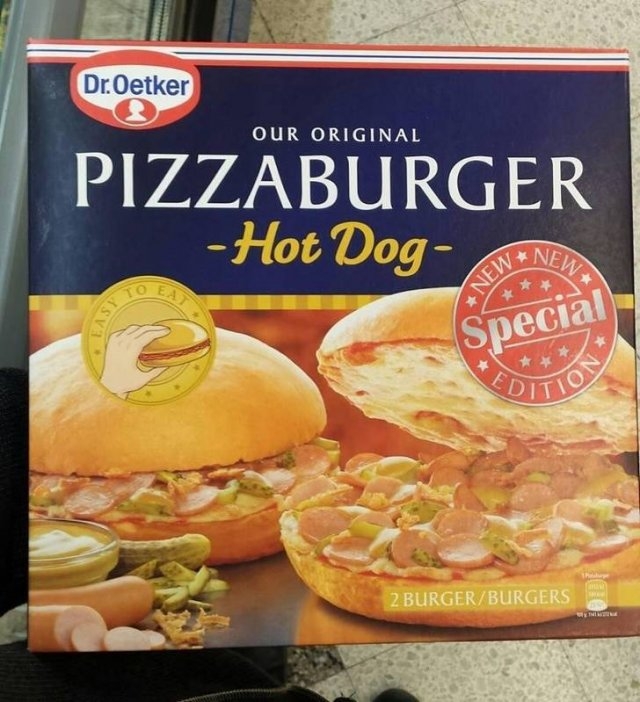 Dr.Oetker
OUR ORIGINAL
PIZZABURGER
-Hot Dog-
EASY TO EAT
NEW ★ NEW
Special
EDITION
2 BURGER/BURGERS